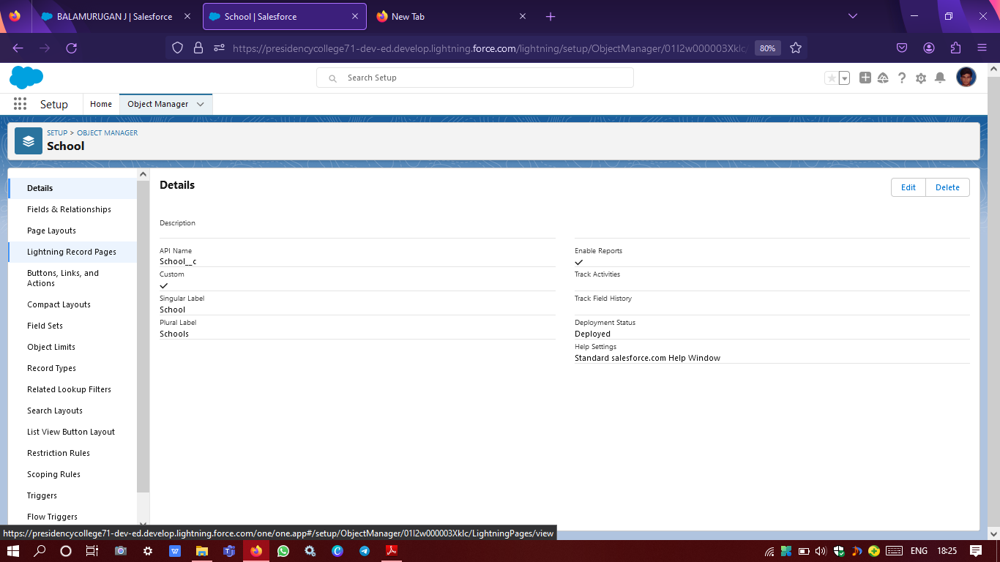 BALAMURUGAN J | Salesforce
School | Salesforce
New Tab
https://presidencycollege71-dev-ed.develop.lightning.force.com/lightning/setup/ObjectManager/01I2w000003Xklc/
80%
Search Setup
Setup
Home
Object Manager
SETUP > OBJECT MANAGER
School
Details
Fields & Relationships
Page Layouts
Lightning Record Pages
Buttons, Links, and
Actions
Compact Layouts
Field Sets
Object Limits
Record Types
Related Lookup Filters
Search Layouts
List View Button Layout
Restriction Rules
Scoping Rules
Triggers
Flow Triggers
Details
Edit
Delete
Description
API Name
School__c
Custom
Singular Label
School
Plural Label
Schools
Enable Reports
Track Activities
Track Field History
Deployment Status
Deployed
Help Settings
Standard salesforce.com Help Window
https://presidencycollege71-dev-ed.develop.lightning.force.com/one/one.app#/setup/ObjectManager/01I2w000003Xklc/LightningPages/view
ENG
18:25